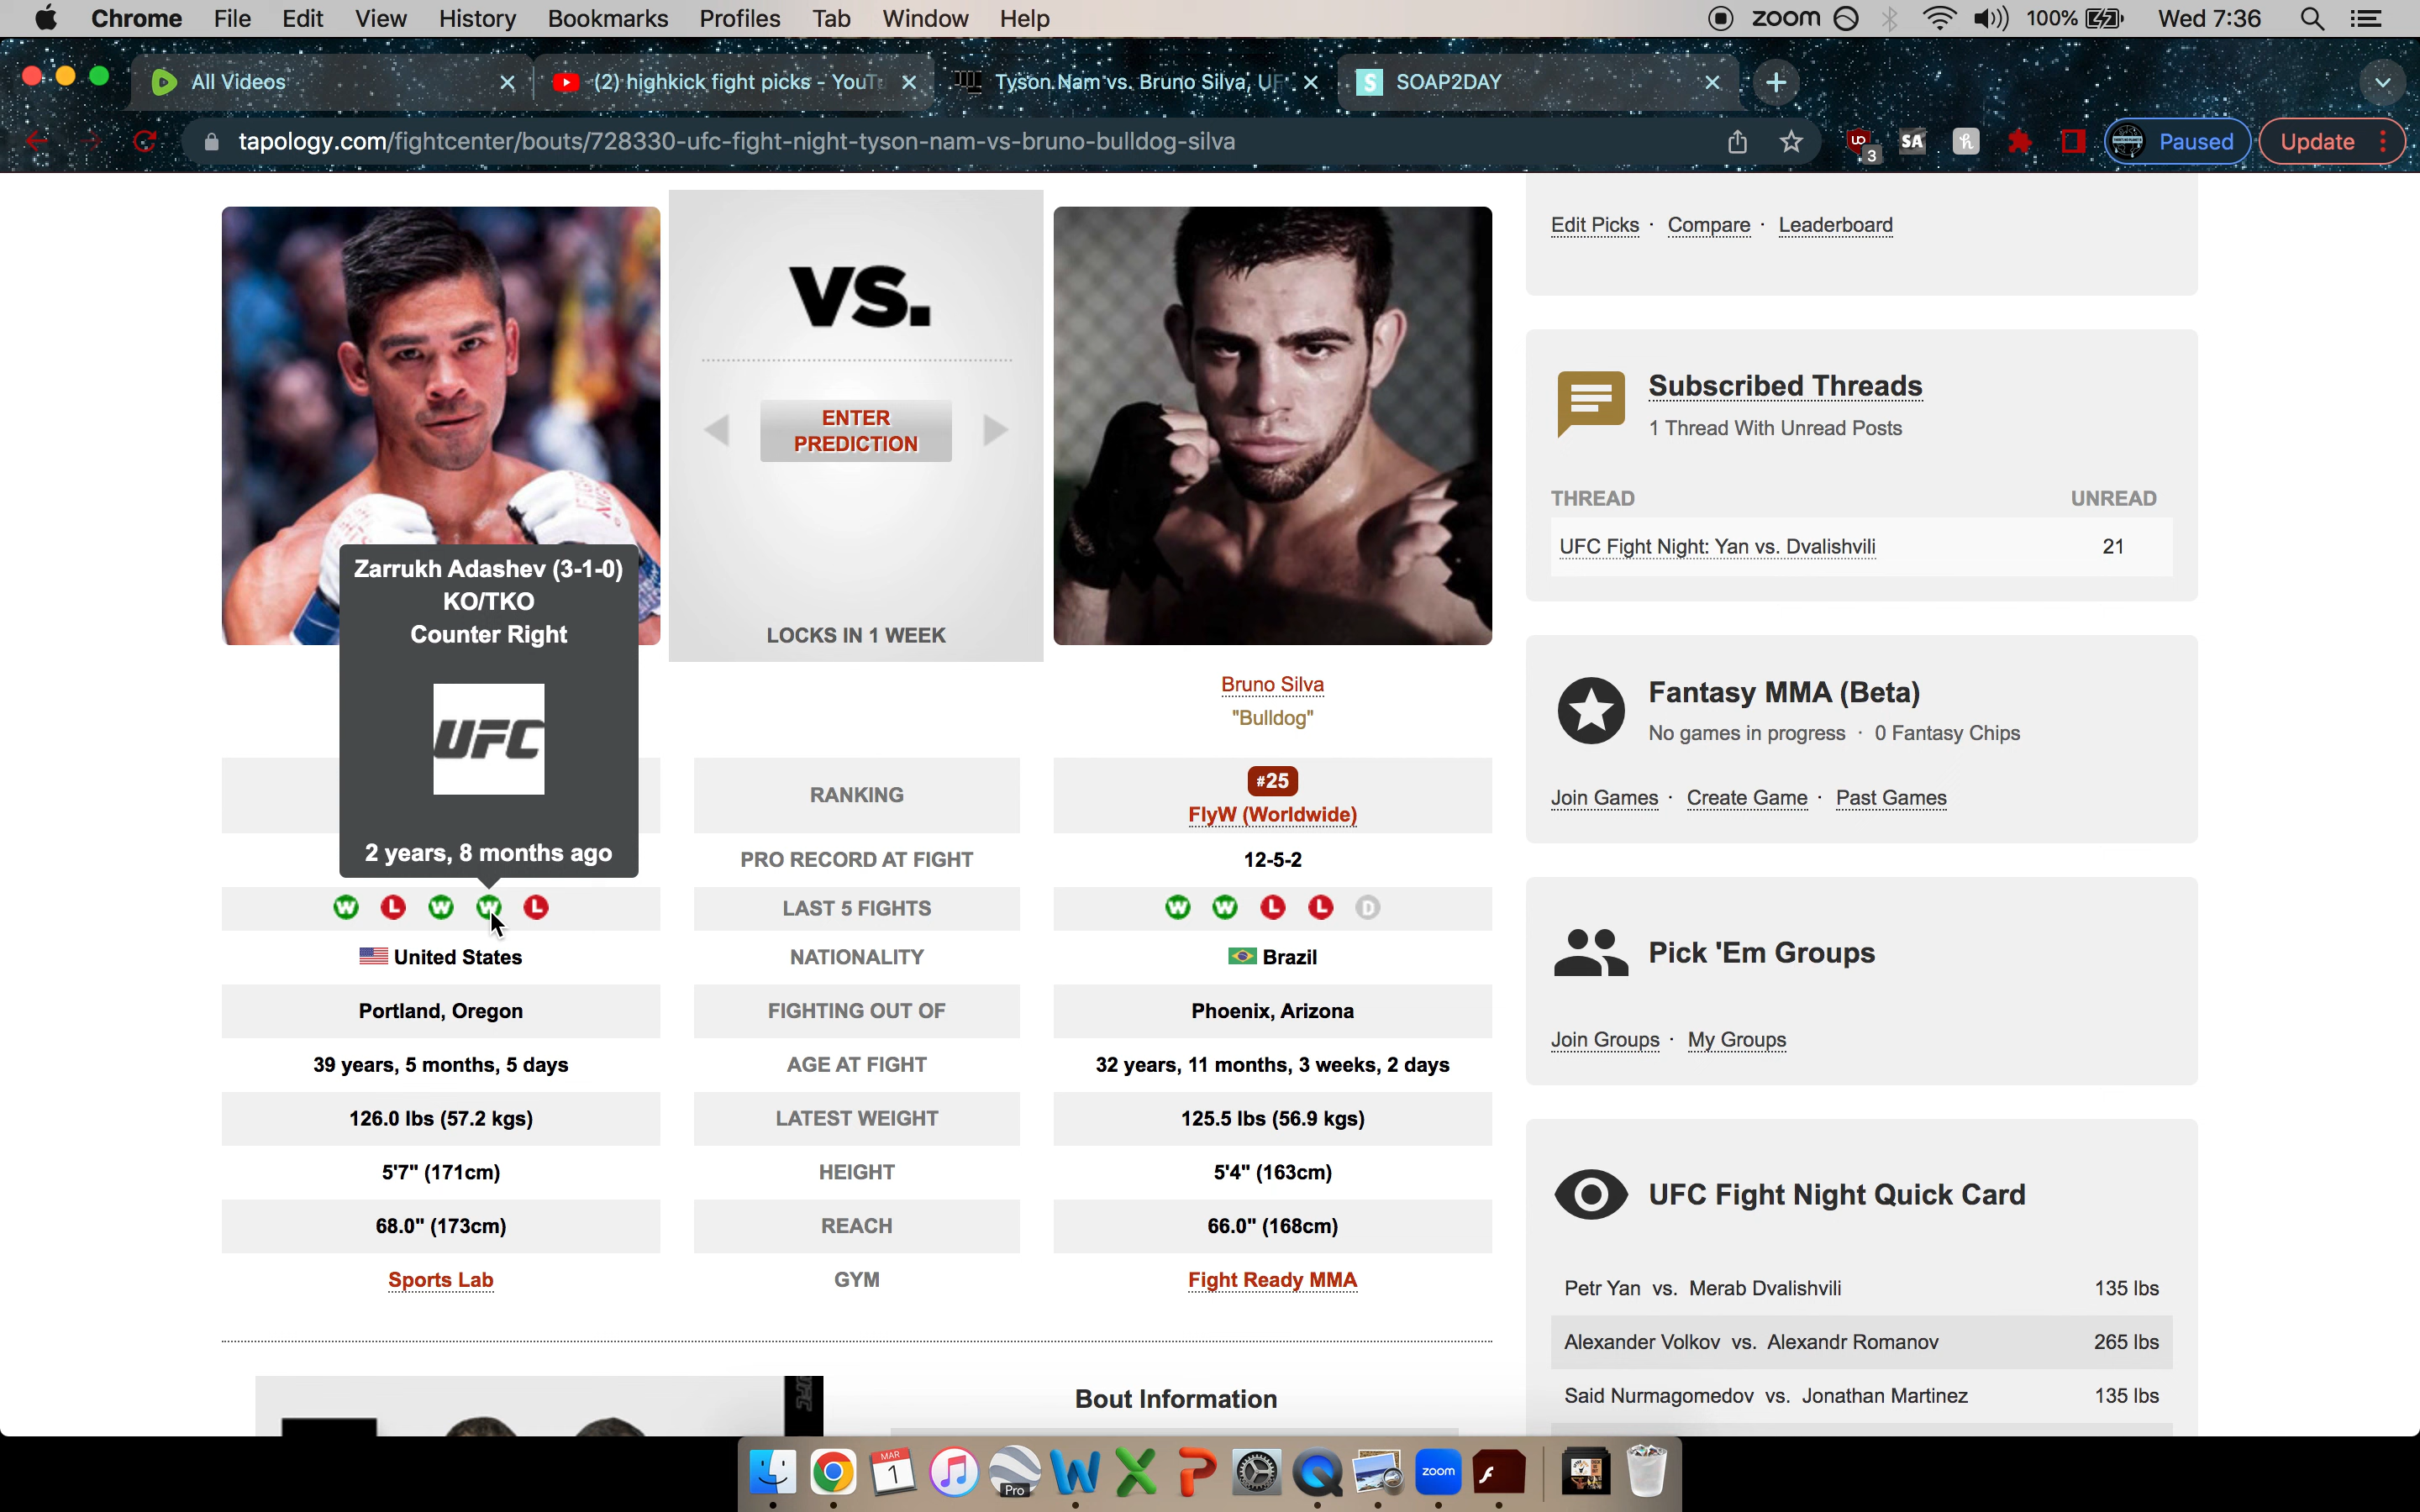 Chrome File Edit View History Bookmarks Profiles Tab Window Help zoom 100% Wed 7:36
All Videos (2) highkick fight picks - YouTu Tyson Nam vs. Bruno Silva, UF SOAP2DAY
tapology.com/fightcenter/bouts/728330-ufc-fight-night-tyson-nam-vs-bruno-bulldog-silva 3 SA Paused Update
VS.
ENTER
PREDICTION
LOCKS IN 1 WEEK
Zarrukh Adashev (3-1-0)
KO/TKO
Counter Right
UFC
2 years, 8 months ago
Bruno Silva
"Bulldog"
RANKING #25
FlyW (Worldwide)
PRO RECORD AT FIGHT 12-5-2
W L W W L LAST 5 FIGHTS W W L L D
United States NATIONALITY Brazil
Portland, Oregon FIGHTING OUT OF Phoenix, Arizona
39 years, 5 months, 5 days AGE AT FIGHT 32 years, 11 months, 3 weeks, 2 days
126.0 lbs (57.2 kgs) LATEST WEIGHT 125.5 lbs (56.9 kgs)
5'7" (171cm) HEIGHT 5'4" (163cm)
68.0" (173cm) REACH 66.0" (168cm)
Sports Lab GYM Fight Ready MMA
Bout Information
Edit Picks · Compare · Leaderboard
Subscribed Threads
1 Thread With Unread Posts
THREAD UNREAD
UFC Fight Night: Yan vs. Dvalishvili 21
Fantasy MMA (Beta)
No games in progress · 0 Fantasy Chips
Join Games · Create Game · Past Games
Pick 'Em Groups
Join Groups · My Groups
UFC Fight Night Quick Card
Petr Yan vs. Merab Dvalishvili 135 lbs
Alexander Volkov vs. Alexandr Romanov 265 lbs
Said Nurmagomedov vs. Jonathan Martinez 135 lbs
MAR
1
Pro
zoom